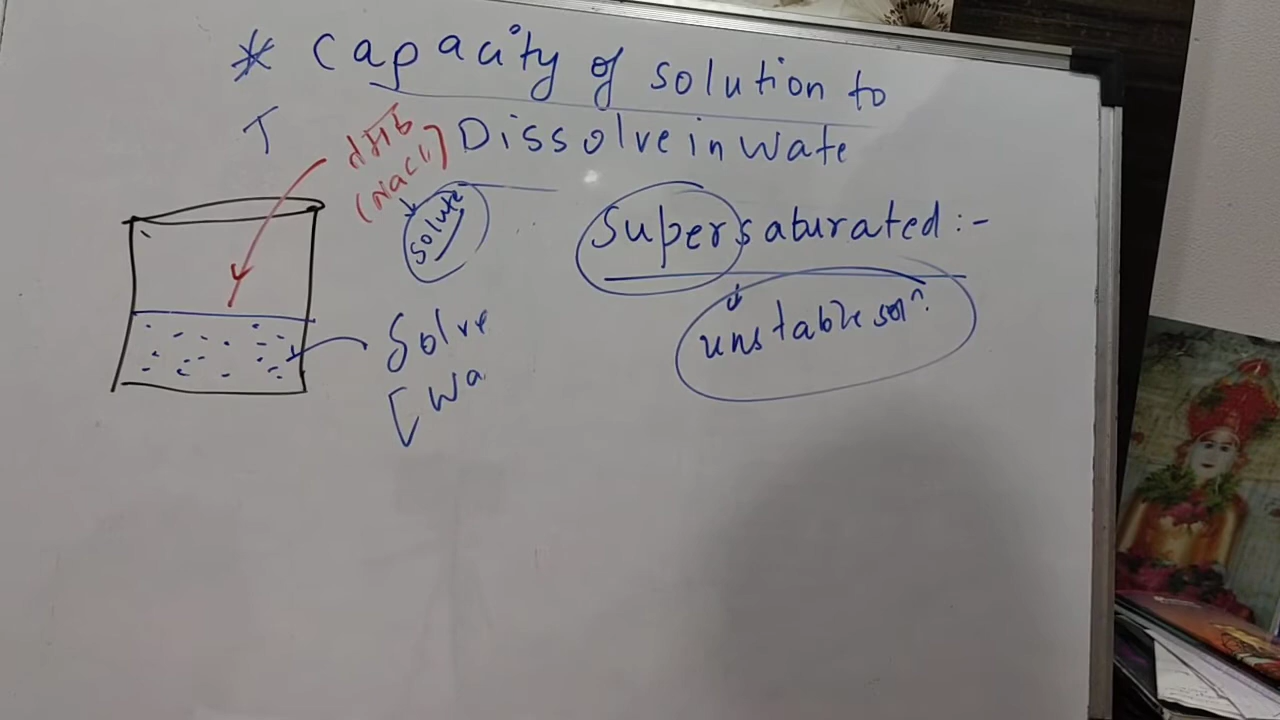 * Capacity of solution to
T
Dissolve in wate
(NaCl)
Solute
Supersaturated :-
unstable solⁿ.
Solve
[Wa